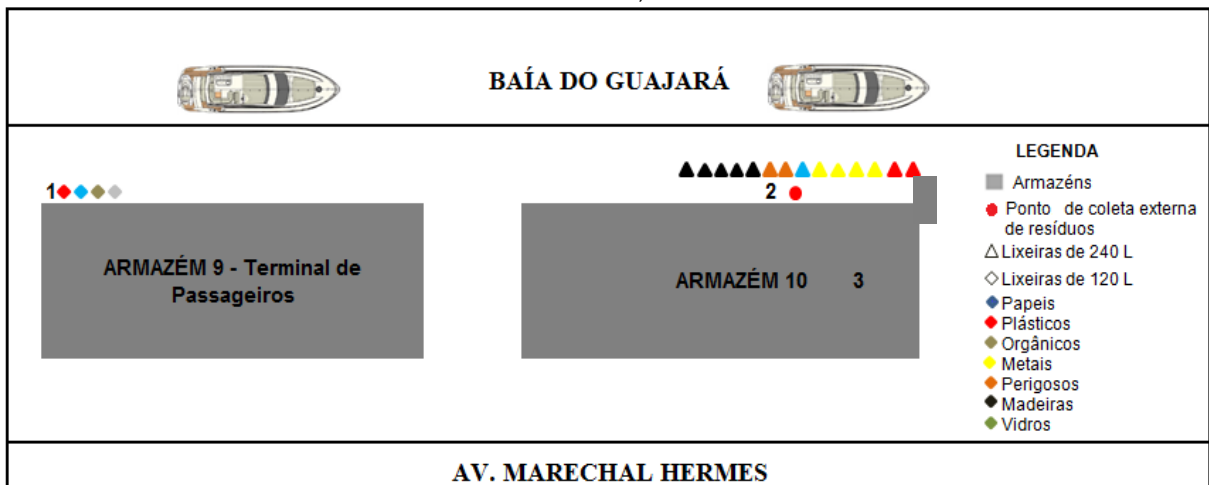 BAÍA DO GUAJARÁ
LEGENDA
Armazéns
Ponto de coleta externa
de resíduos
Lixeiras de 240 L
Lixeiras de 120 L
Papeis
Plásticos
Orgânicos
Metais
Perigosos
Madeiras
Vidros
1
2
ARMAZÉM 9 - Terminal de
Passageiros
ARMAZÉM 10 3
AV. MARECHAL HERMES